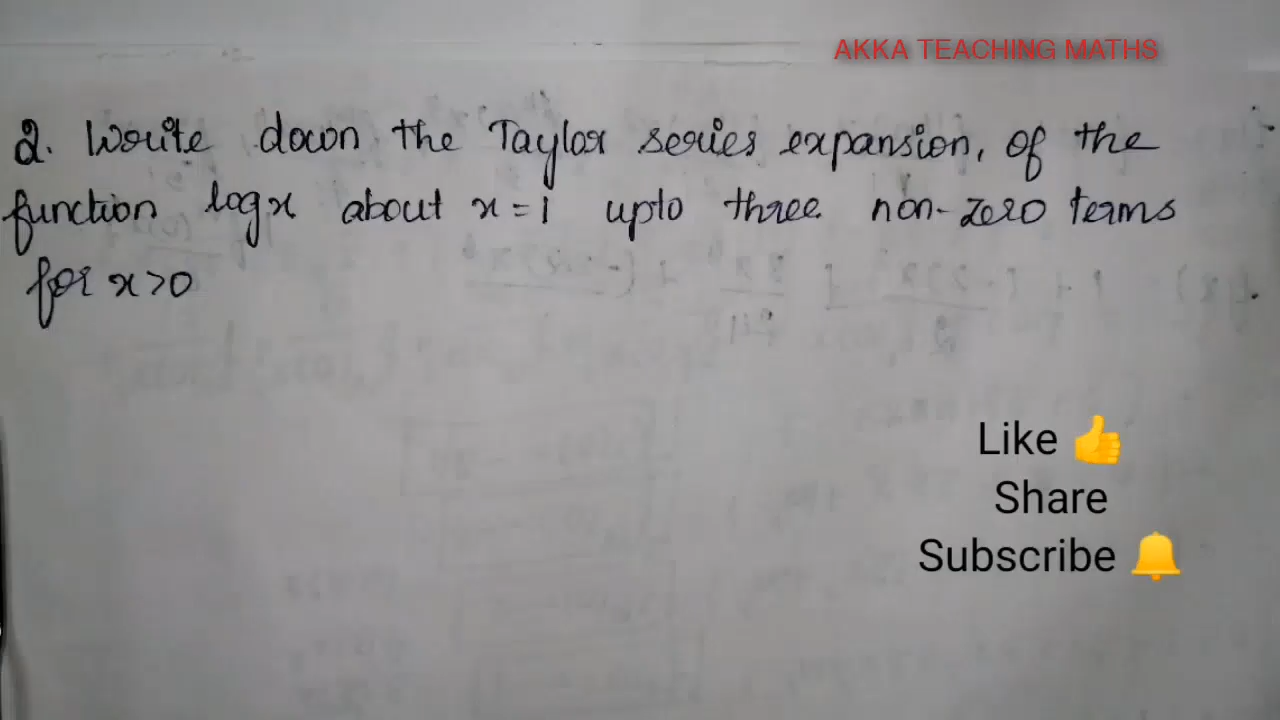 AKKA TEACHING MATHS
2. Write down the Taylor series expansion, of the
function log x about x = 1 upto three non-zero terms
for x > 0
Like 👍
Share
Subscribe 🔔